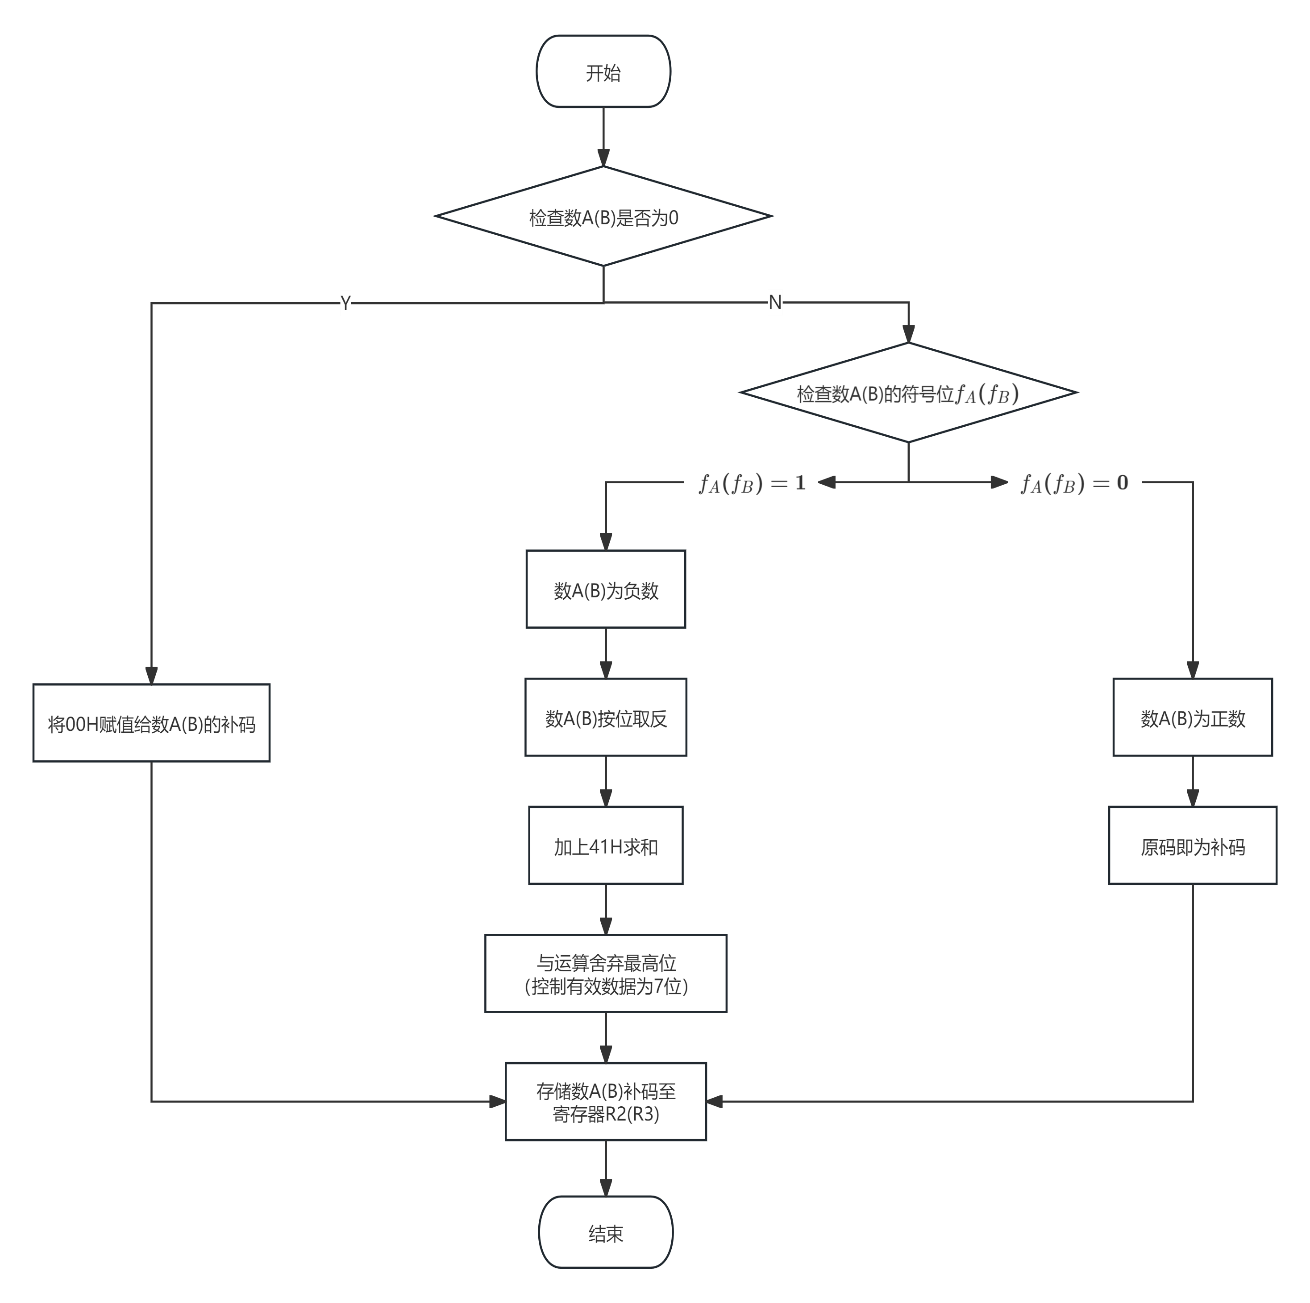 开始
检查数A(B)是否为0
Y
N
检查数A(B)的符号位f_A(f_B)
f_A(f_B) = 1
f_A(f_B) = 0
数A(B)为负数
将00H赋值给数A(B)的补码
数A(B)按位取反
数A(B)为正数
加上41H求和
原码即为补码
与运算舍弃最高位
(控制有效数据为7位)
存储数A(B)补码至
寄存器R2(R3)
结束